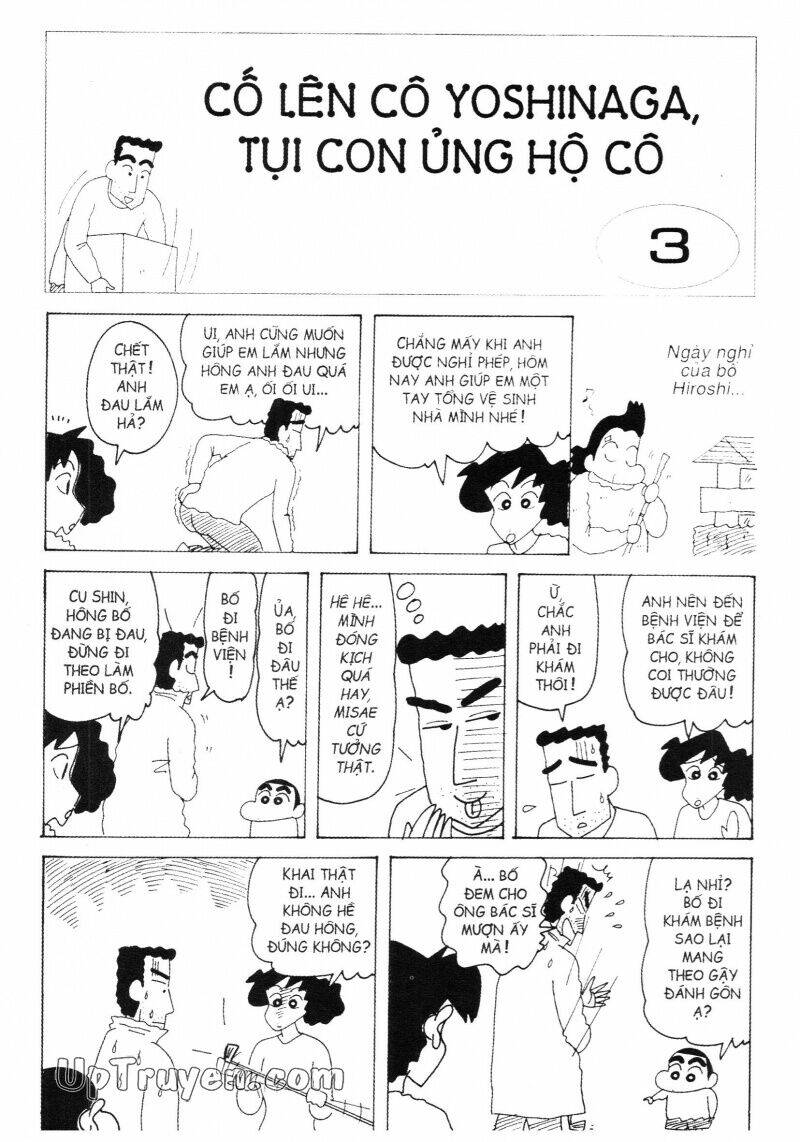 CỐ LÊN CÔ YOSHINAGA,
TỤI CON ỦNG HỘ CÔ
3
Ngày nghỉ
của bố
Hiroshi...
CHẲNG MẤY KHI ANH
ĐƯỢC NGHỈ PHÉP, HÔM
NAY ANH GIÚP EM MỘT
TAY TỔNG VỆ SINH
NHÀ MÌNH NHÉ!
UI, ANH CŨNG MUỐN
GIÚP EM LẮM NHƯNG
HÔNG ANH ĐAU QUÁ
EM Ạ, ỐI ỐI UI...
CHẾT
THẬT!
ANH
ĐAU LẮM
HẢ?
ANH NÊN ĐẾN
BỆNH VIỆN ĐỂ
BÁC SĨ KHÁM
CHO, KHÔNG
COI THƯỜNG
ĐƯỢC ĐÂU!
Ừ,
CHẮC
ANH
PHẢI ĐI
KHÁM
THÔI!
HÊ HÊ...
MÌNH
ĐÓNG
KỊCH
QUÁ
HAY,
MISAE
CỨ
TƯỞNG
THẬT.
ỦA,
BỐ
ĐI
ĐÂU
THẾ
Ạ?
BỐ
ĐI
BỆNH
VIỆN!
CU SHIN,
HÔNG BỐ
ĐANG BỊ ĐAU,
ĐỪNG ĐI
THEO LÀM
PHIỀN BỐ.
LẠ NHỈ?
BỐ ĐI
KHÁM BỆNH
SAO LẠI
MANG
THEO GẬY
ĐÁNH GÔN
Ạ?
À... BỐ
ĐEM CHO
ÔNG BÁC SĨ
MƯỢN ẤY
MÀ!
KHAI THẬT
ĐI... ANH
KHÔNG HỀ
ĐAU HÔNG,
ĐÚNG KHÔNG?
UpTruyen.com